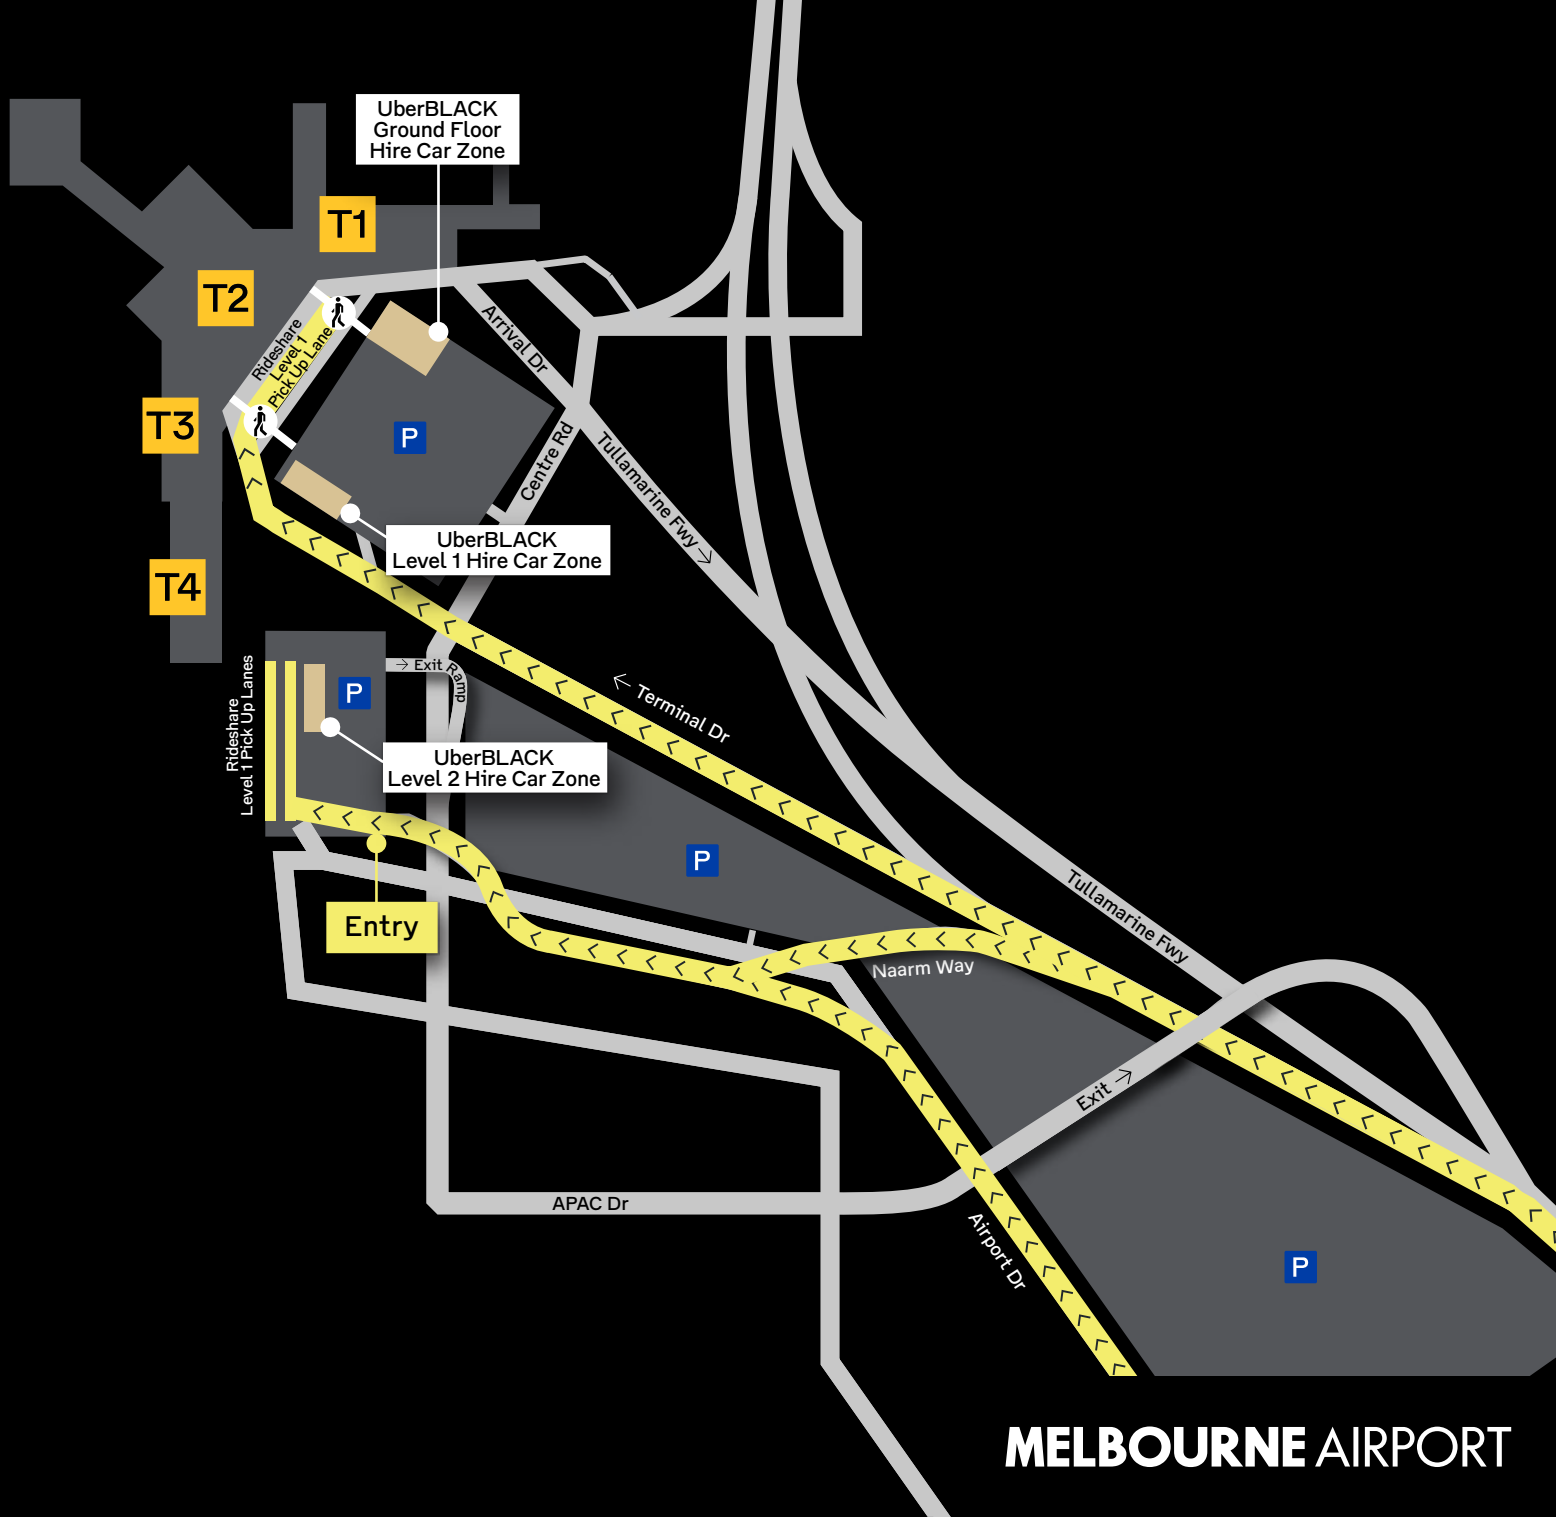 UberBLACK
Ground Floor
Hire Car Zone
T1
T2
Rideshare
Level 1
Pick Up Lane
Arrival Dr
T3
P
Centre Rd
Tullamarine Fwy →
UberBLACK
Level 1 Hire Car Zone
T4
→ Exit Ramp
← Terminal Dr
Rideshare
Level 1 Pick Up Lanes
P
UberBLACK
Level 2 Hire Car Zone
P
Entry
Tullamarine Fwy
Naarm Way
Exit →
APAC Dr
Airport Dr
P
MELBOURNE AIRPORT